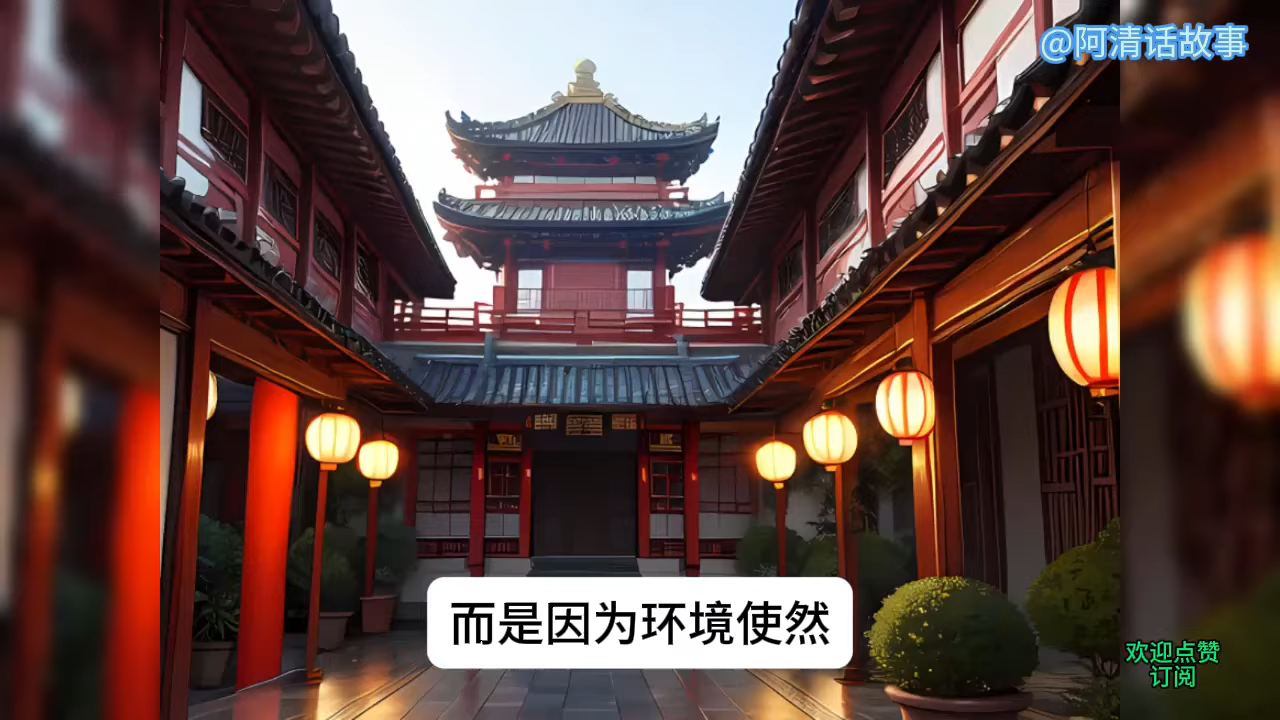 @阿清话故事
而是因为环境使然
欢迎点赞
订阅